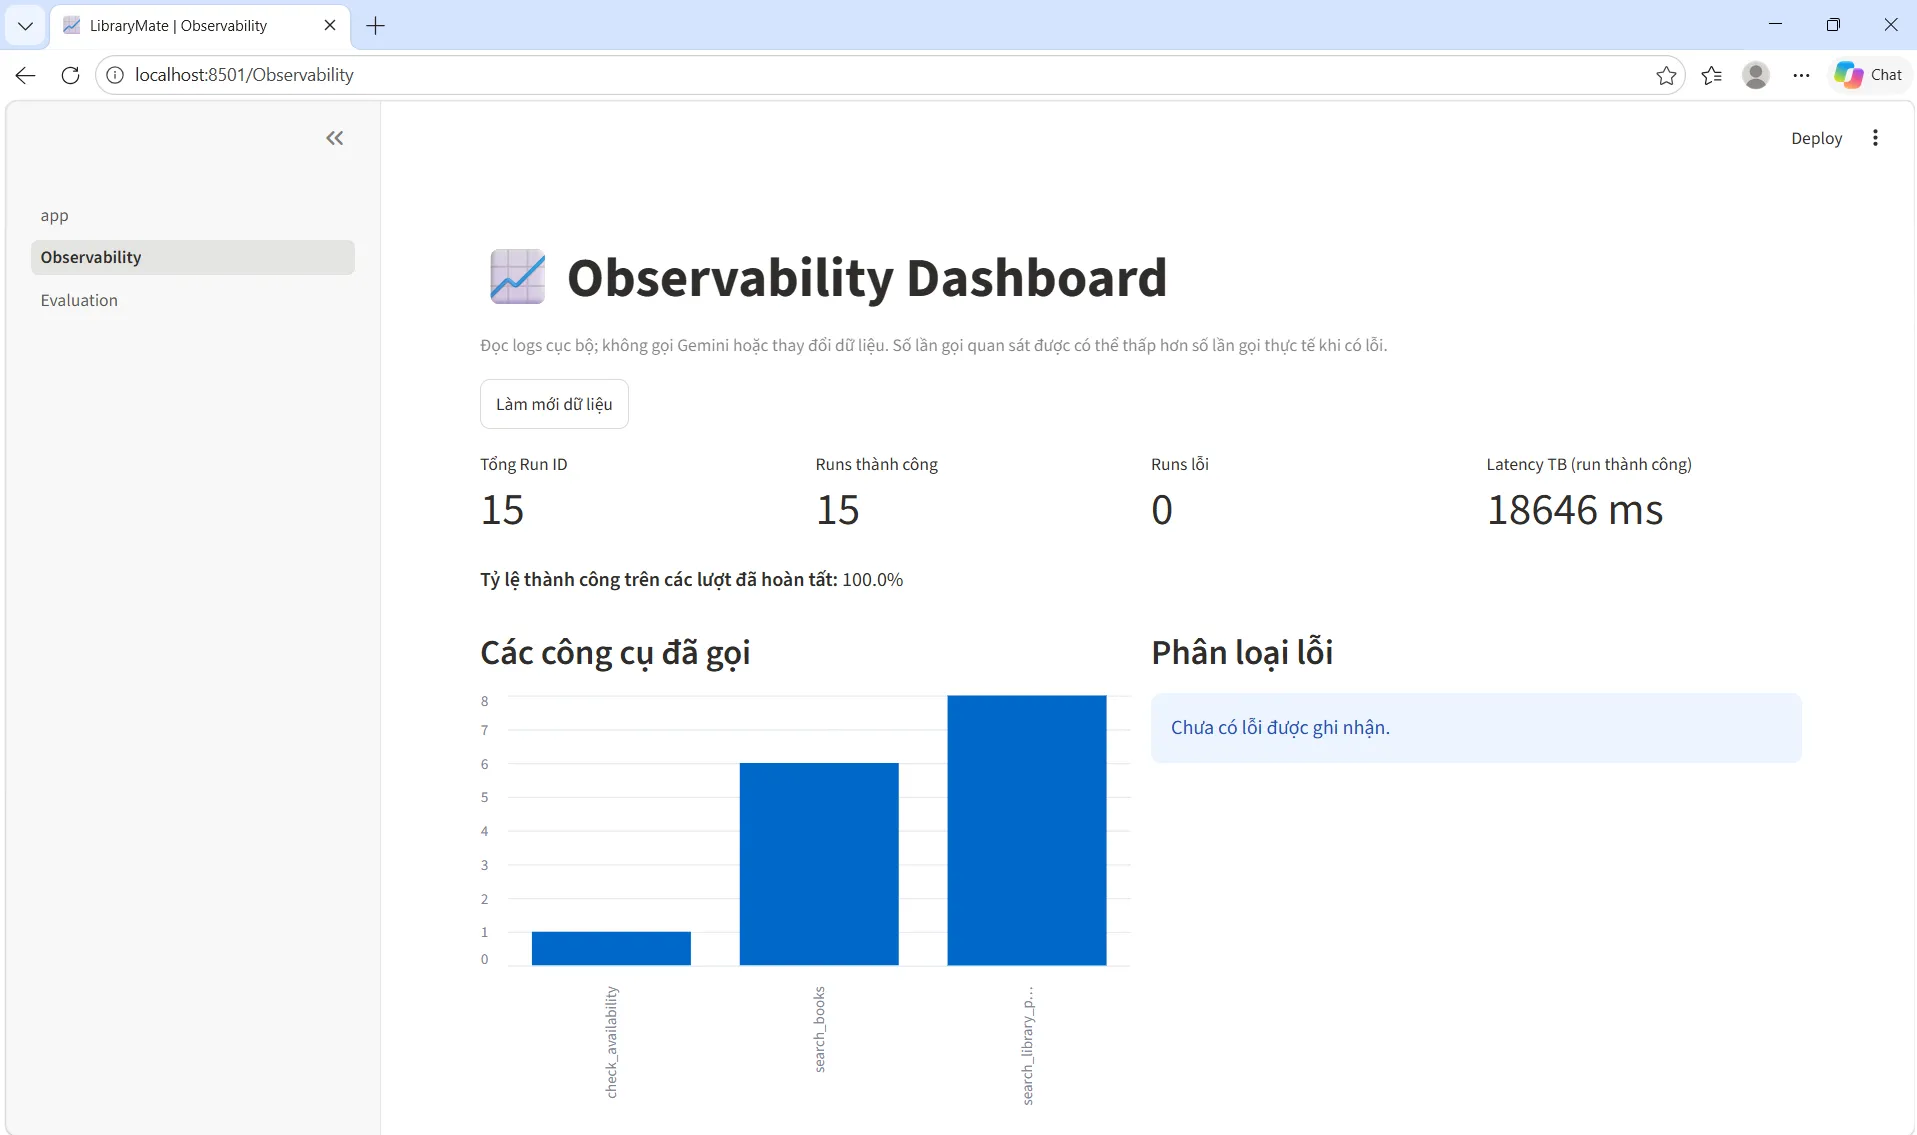 LibraryMate | Observability
localhost:8501/Observability
Chat
Deploy
app
Observability
Evaluation
Observability Dashboard
Đọc logs cục bộ; không gọi Gemini hoặc thay đổi dữ liệu. Số lần gọi quan sát được có thể thấp hơn số lần gọi thực tế khi có lỗi.
Làm mới dữ liệu
Tổng Run ID
15
Runs thành công
15
Runs lỗi
0
Latency TB (run thành công)
18646 ms
Tỷ lệ thành công trên các lượt đã hoàn tất: 100.0%
Các công cụ đã gọi
8
7
6
5
4
3
2
1
0
check_availability
search_books
search_library_p…
Phân loại lỗi
Chưa có lỗi được ghi nhận.